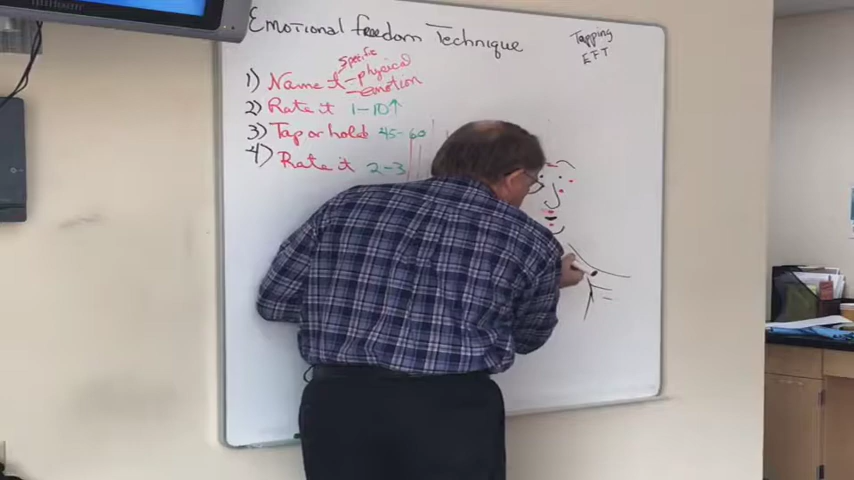 Emotional freedom Technique
Tapping
EFT
specific
1) Name it - physical
- emotion
2) Rate it 1-10↑
3) Tap or hold 45-60
4) Rate it 2-3